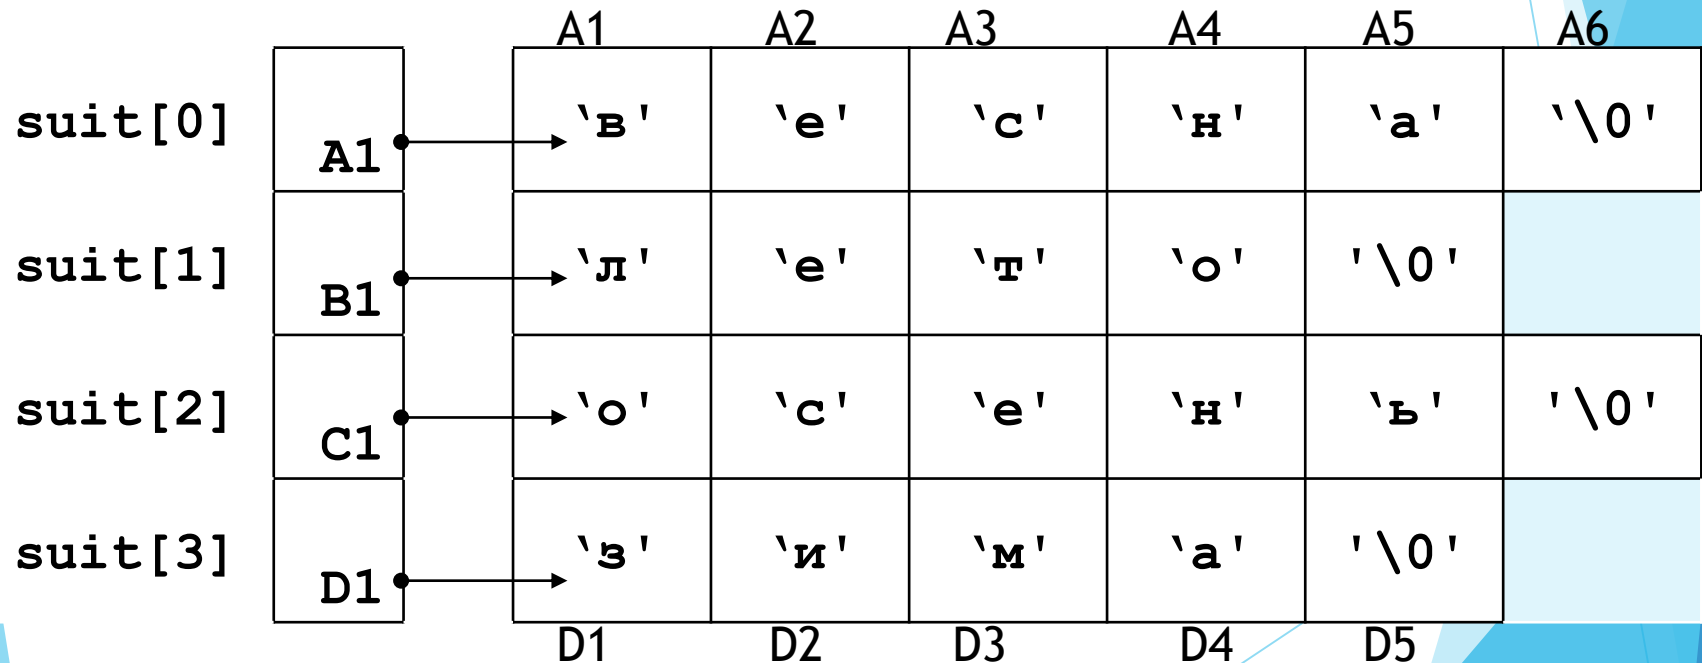 A1 A2 A3 A4 A5 A6
suit[0] A1 `в' `е' `с' `н' `а' `\0'
suit[1] B1 `л' `е' `т' `о' '\0'
suit[2] C1 `о' `с' `е' `н' `ь' '\0'
suit[3] D1 `з' `и' `м' `а' '\0'
D1 D2 D3 D4 D5